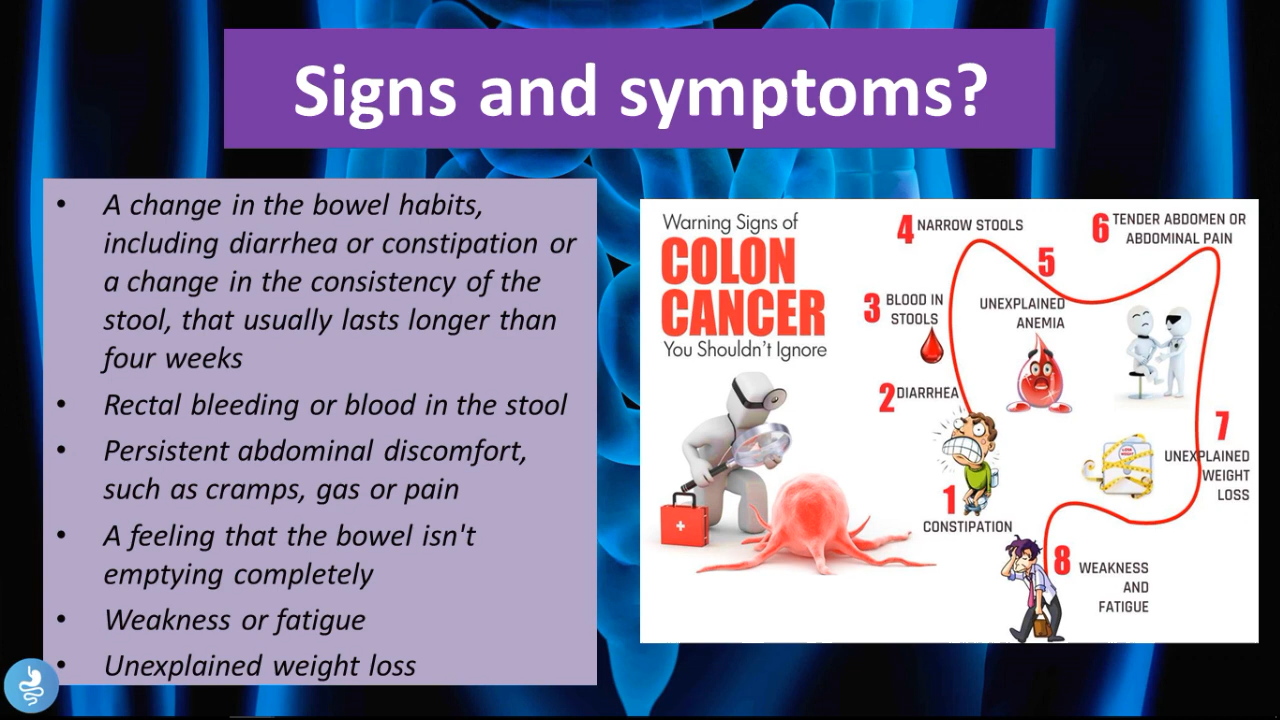 Signs and symptoms?
• A change in the bowel habits,
including diarrhea or constipation or
a change in the consistency of the
stool, that usually lasts longer than
four weeks
• Rectal bleeding or blood in the stool
• Persistent abdominal discomfort,
such as cramps, gas or pain
• A feeling that the bowel isn't
emptying completely
• Weakness or fatigue
• Unexplained weight loss
Warning Signs of
COLON
CANCER
You Shouldn't Ignore
1
CONSTIPATION
2 DIARRHEA
3 BLOOD IN
STOOLS
4 NARROW STOOLS
5
UNEXPLAINED
ANEMIA
6 TENDER ABDOMEN OR
ABDOMINAL PAIN
7
UNEXPLAINED
WEIGHT
LOSS
8 WEAKNESS
AND
FATIGUE